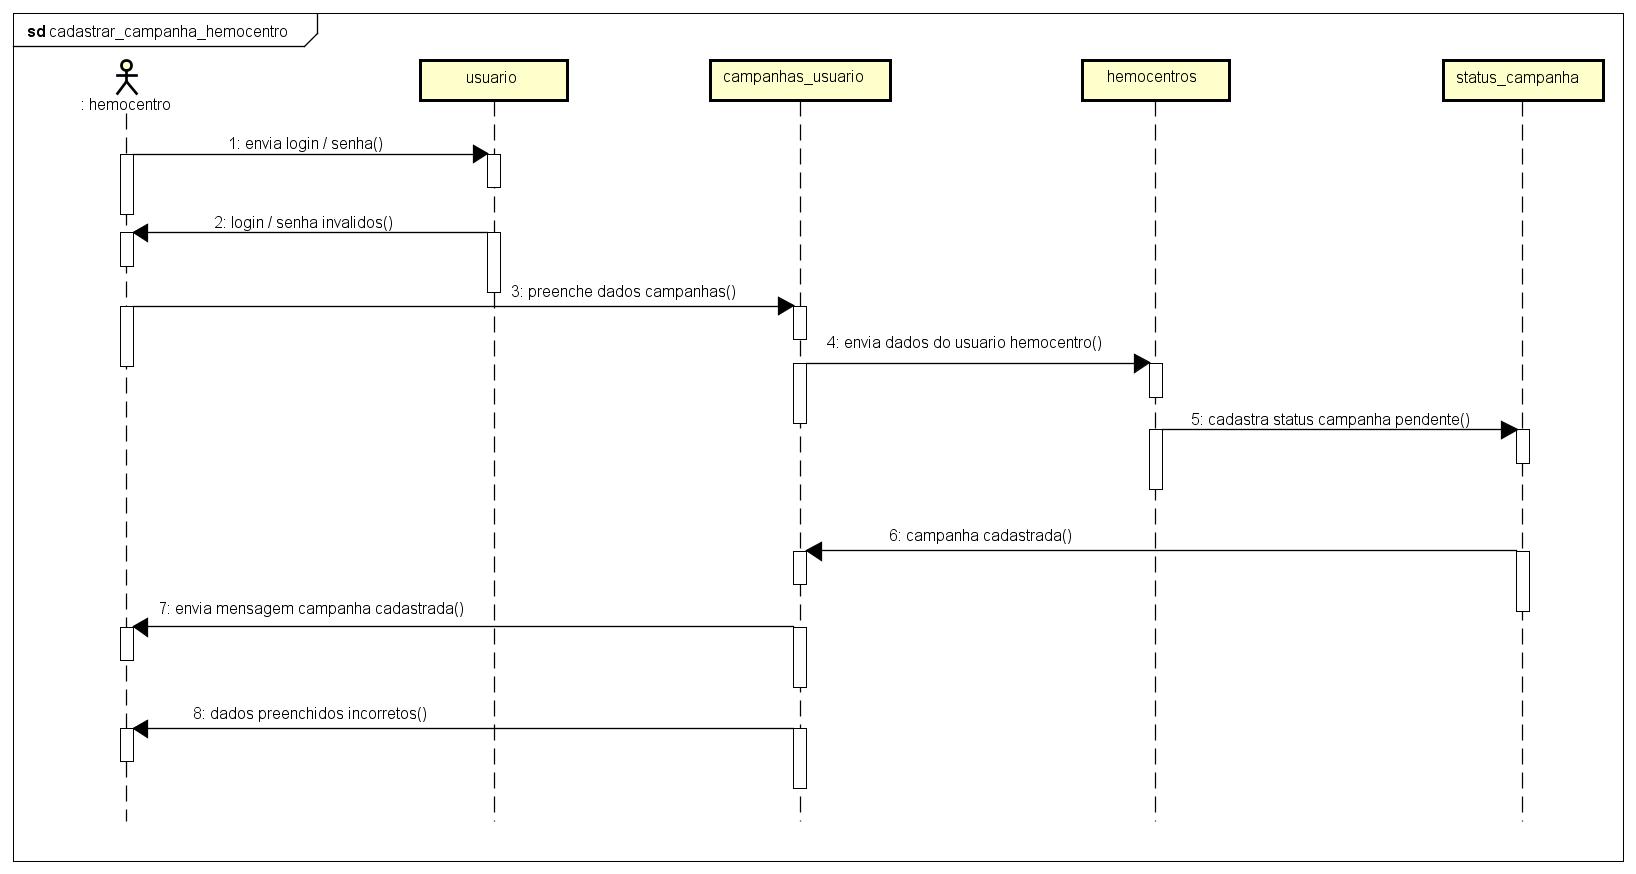 sd cadastrar_campanha_hemocentro
: hemocentro
usuario
campanhas_usuario
hemocentros
status_campanha
1: envia login / senha()
2: login / senha invalidos()
3: preenche dados campanhas()
4: envia dados do usuario hemocentro()
5: cadastra status campanha pendente()
6: campanha cadastrada()
7: envia mensagem campanha cadastrada()
8: dados preenchidos incorretos()